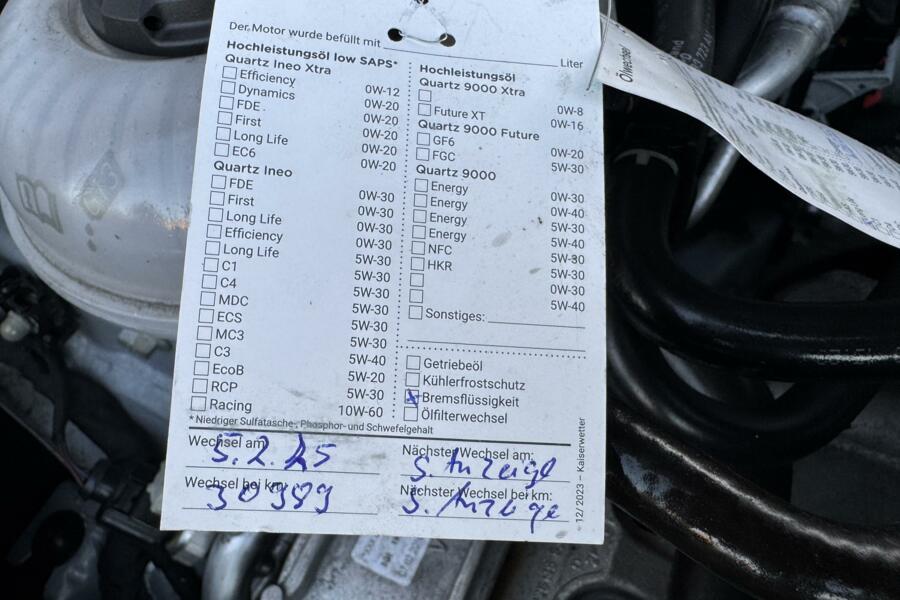 Der Motor wurde befüllt mit Liter
Hochleistungsöl low SAPS*
Quartz Ineo Xtra
Efficiency 0W-12
Dynamics 0W-20
FDE 0W-20
First 0W-20
Long Life 0W-20
EC6 0W-20
Quartz Ineo
FDE 0W-30
First 0W-30
Long Life 0W-30
Efficiency 0W-30
Long Life 5W-30
C1 5W-30
C4 5W-30
MDC 5W-30
ECS 5W-30
MC3 5W-30
C3 5W-40
EcoB 5W-20
RCP 5W-30
Racing 10W-60
* Niedriger Sulfatasche-, Phosphor- und Schwefelgehalt
Hochleistungsöl
Quartz 9000 Xtra
0W-8
Future XT 0W-16
Quartz 9000 Future
GF6 0W-20
FGC 5W-30
Quartz 9000
Energy 0W-30
Energy 0W-40
Energy 5W-30
Energy 5W-40
NFC 5W-30
HKR 5W-30
0W-30
5W-40
Sonstiges:
Getriebeöl
Kühlerfrostschutz
x Bremsflüssigkeit
Ölfilterwechsel
Wechsel am:
5.2.25
Nächster Wechsel am:
s. Anzeige
Wechsel bei km:
30389
Nächster Wechsel bei km:
s. Anzeige
12/2023 – Kaiserwetter
Ölwechsel